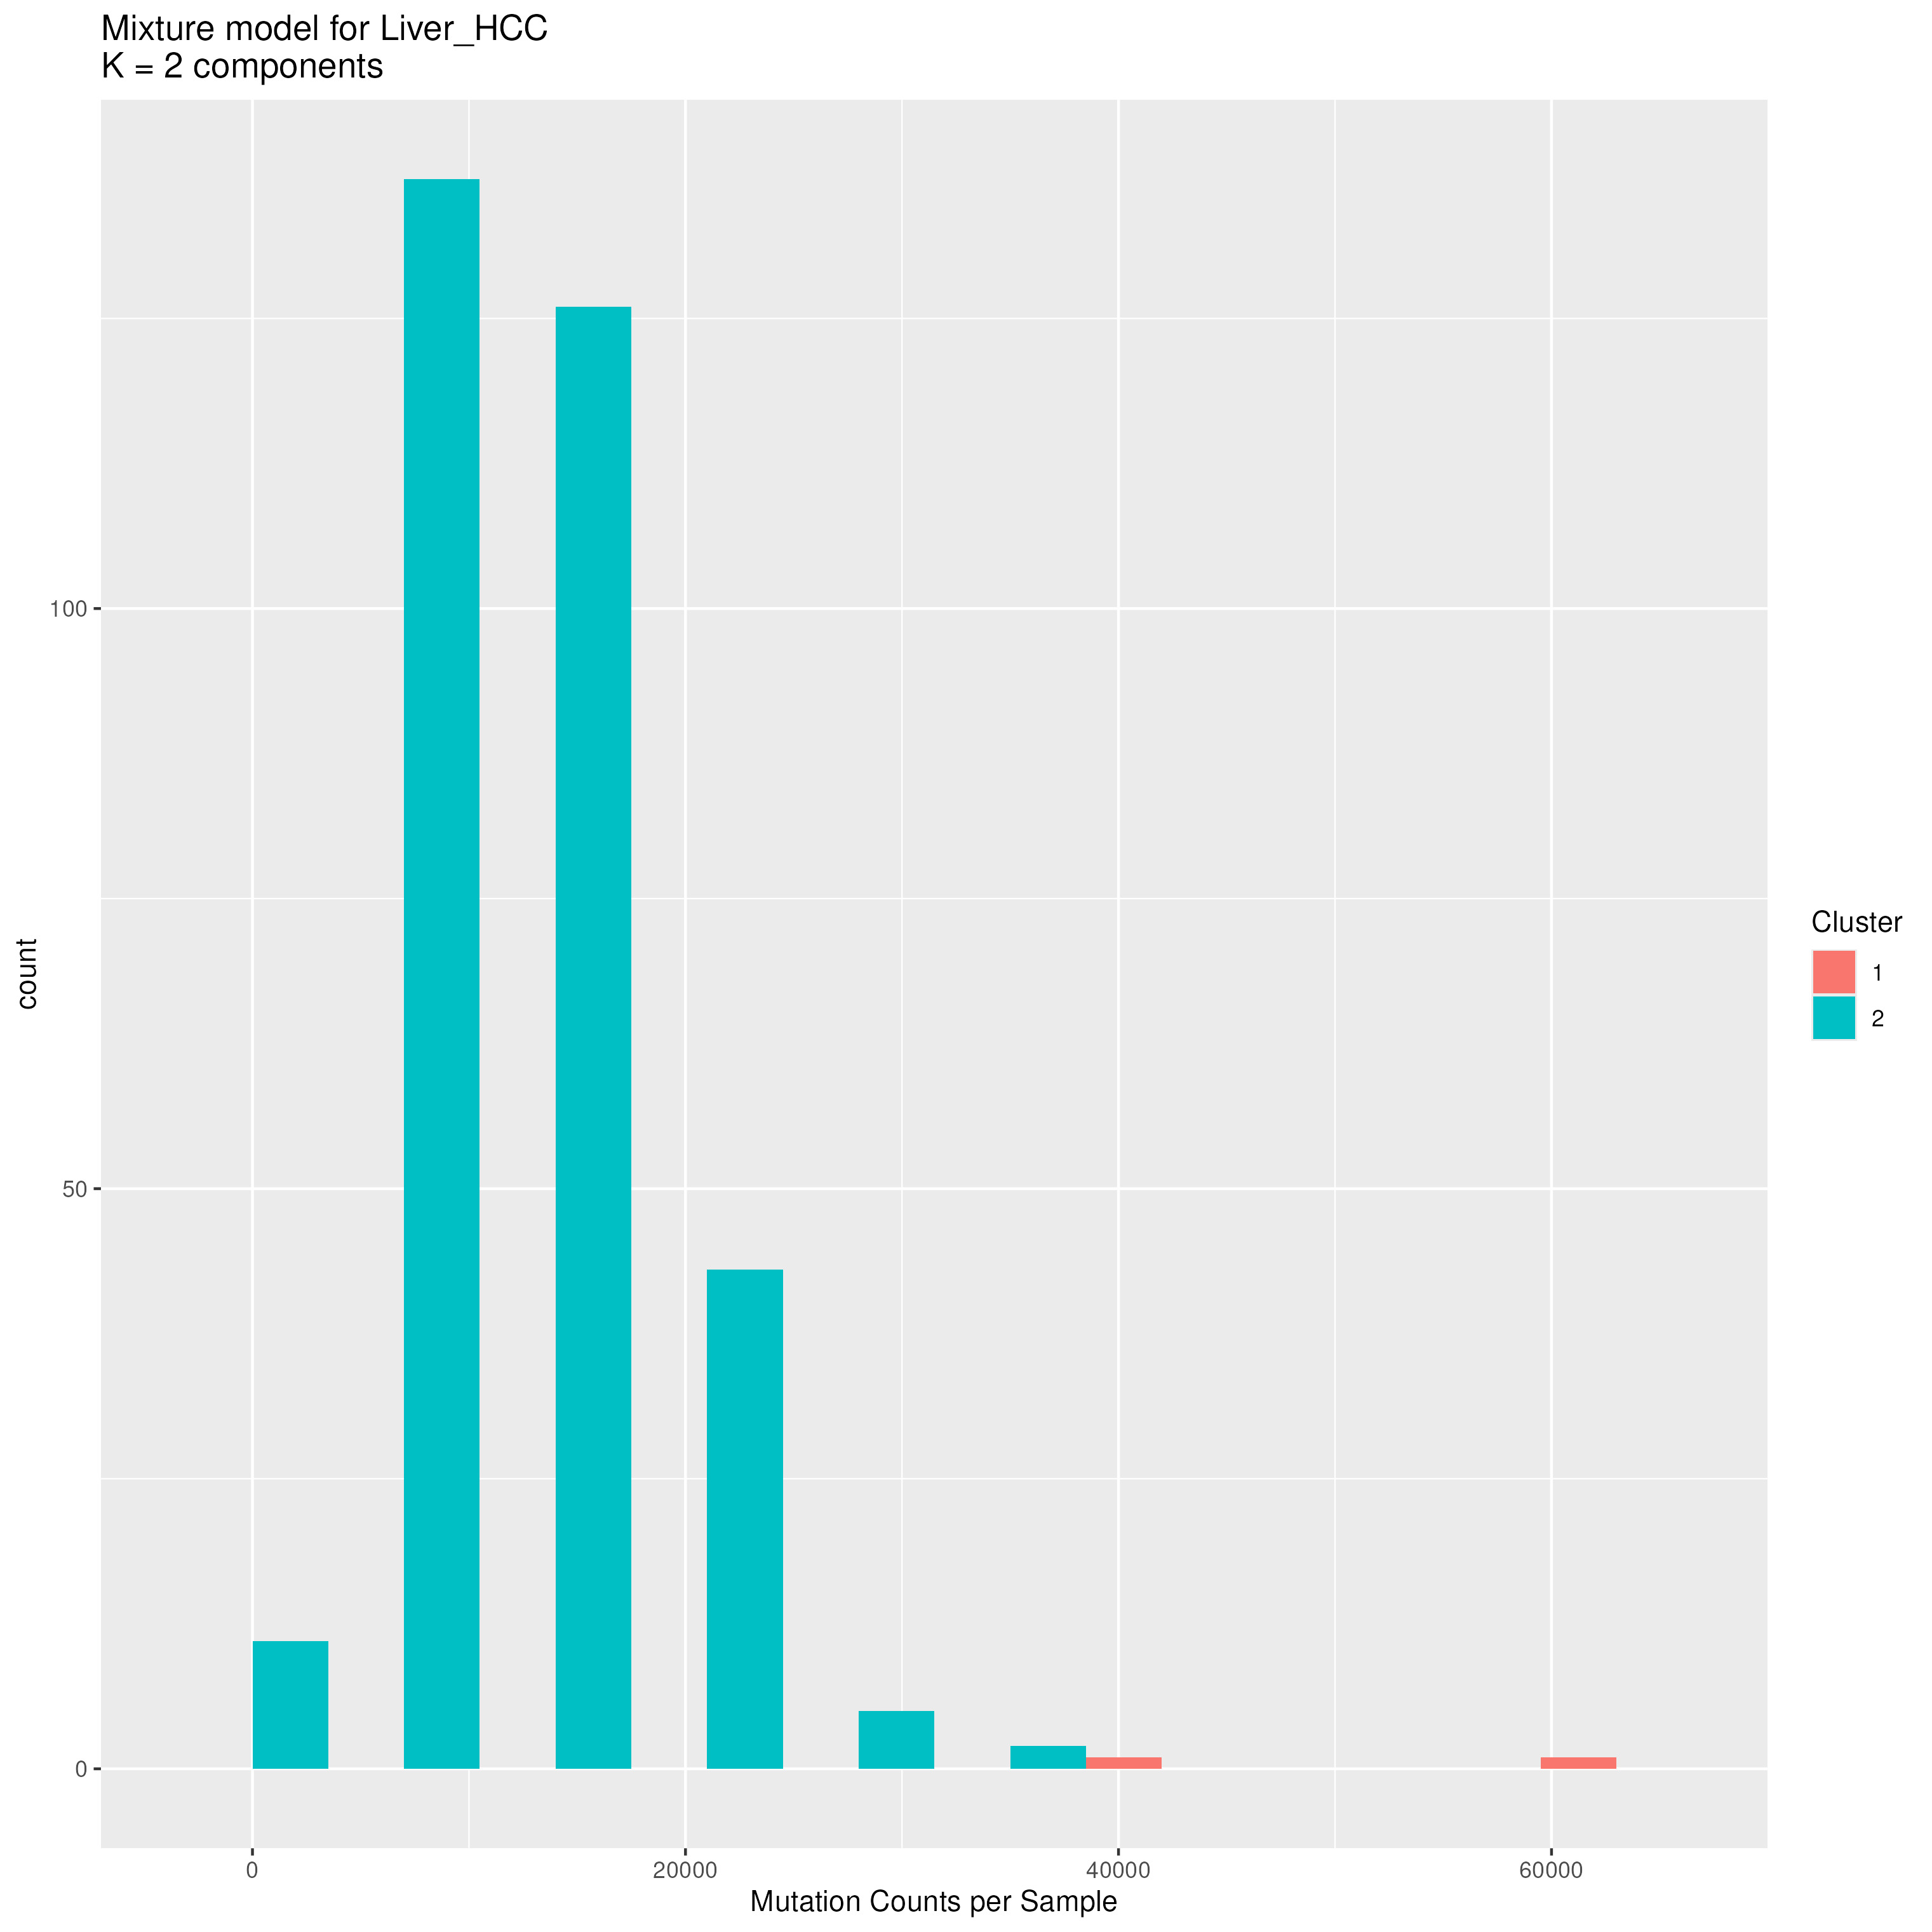 Mixture model for Liver_HCC
K = 2 components
100
50
0
count
0
20000
40000
60000
Mutation Counts per Sample
Cluster
1
2